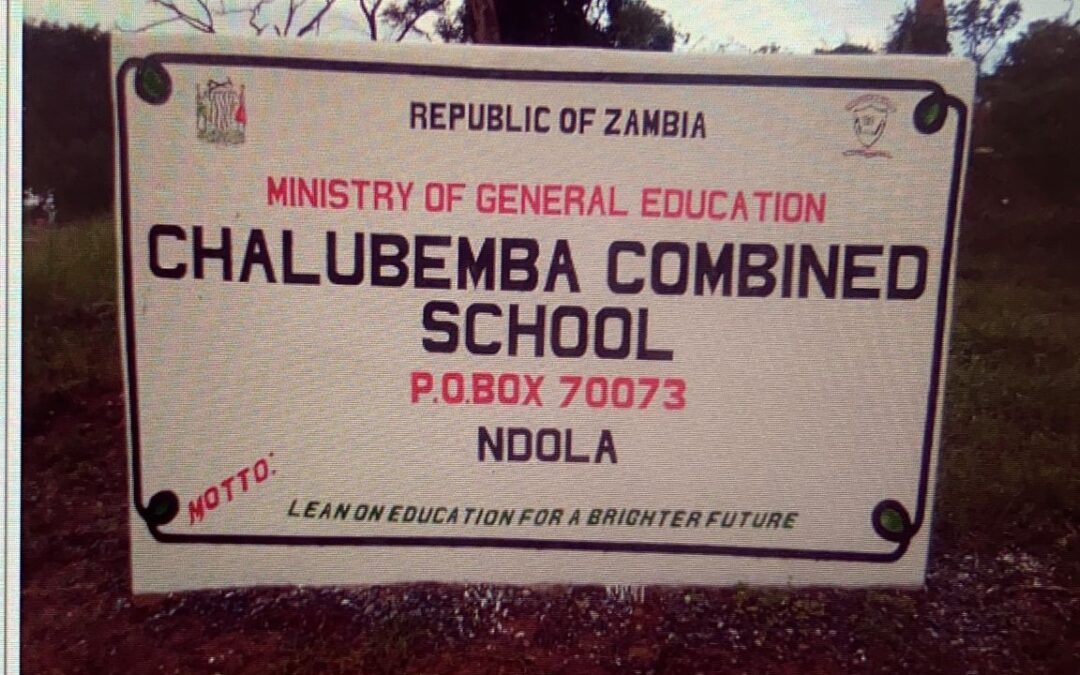 REPUBLIC OF ZAMBIA
MINISTRY OF GENERAL EDUCATION
CHALUBEMBA COMBINED
SCHOOL
P.O.BOX 70073
NDOLA
MOTTO:
LEAN ON EDUCATION FOR A BRIGHTER FUTURE